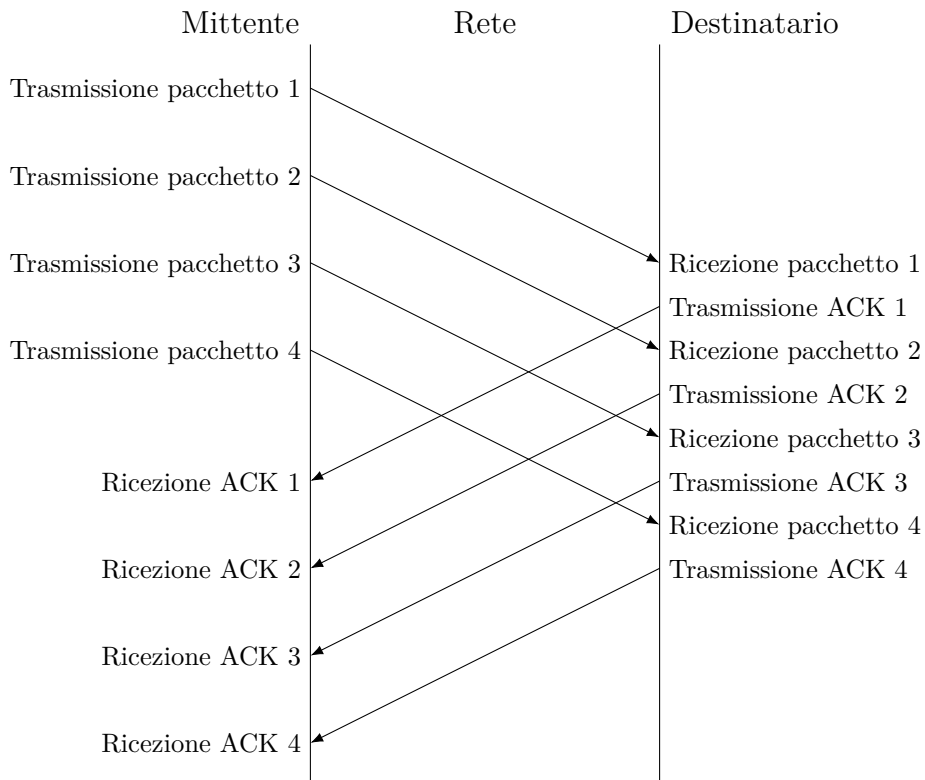 Mittente Rete Destinatario
Trasmissione pacchetto 1
Trasmissione pacchetto 2
Trasmissione pacchetto 3 Ricezione pacchetto 1
Trasmissione ACK 1
Trasmissione pacchetto 4 Ricezione pacchetto 2
Trasmissione ACK 2
Ricezione pacchetto 3
Ricezione ACK 1 Trasmissione ACK 3
Ricezione pacchetto 4
Ricezione ACK 2 Trasmissione ACK 4
Ricezione ACK 3
Ricezione ACK 4